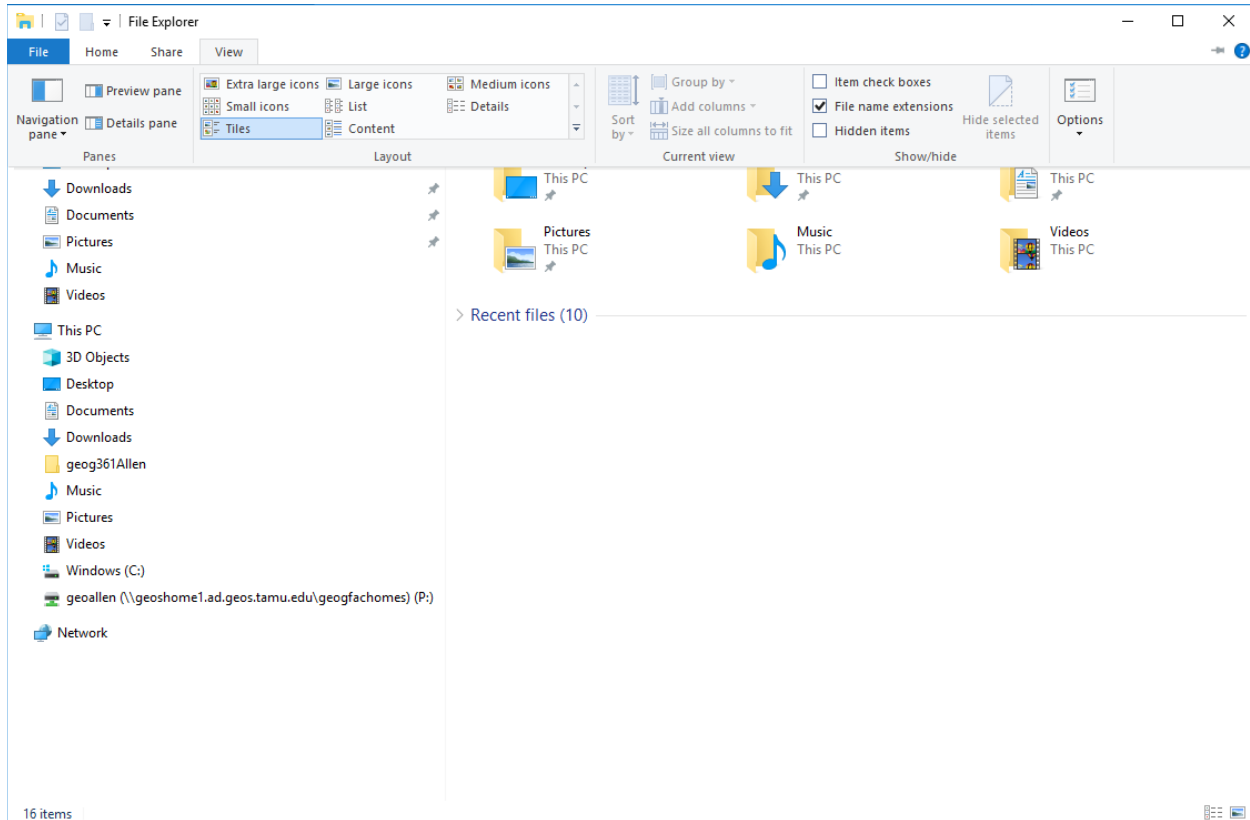 File Explorer
File Home Share View
Navigation pane
Preview pane
Details pane
Panes
Extra large icons Large icons Medium icons
Small icons List Details
Tiles Content
Layout
Sort by
Group by
Add columns
Size all columns to fit
Current view
Item check boxes
File name extensions
Hidden items
Hide selected items
Show/hide
Options
Downloads
Documents
Pictures
Music
Videos
This PC
3D Objects
Desktop
Documents
Downloads
geog361Allen
Music
Pictures
Videos
Windows (C:)
geoallen (\\geoshome1.ad.geos.tamu.edu\geogfachomes) (P:)
Network
This PC
This PC
This PC
Pictures
This PC
Music
This PC
Videos
This PC
Recent files (10)
16 items